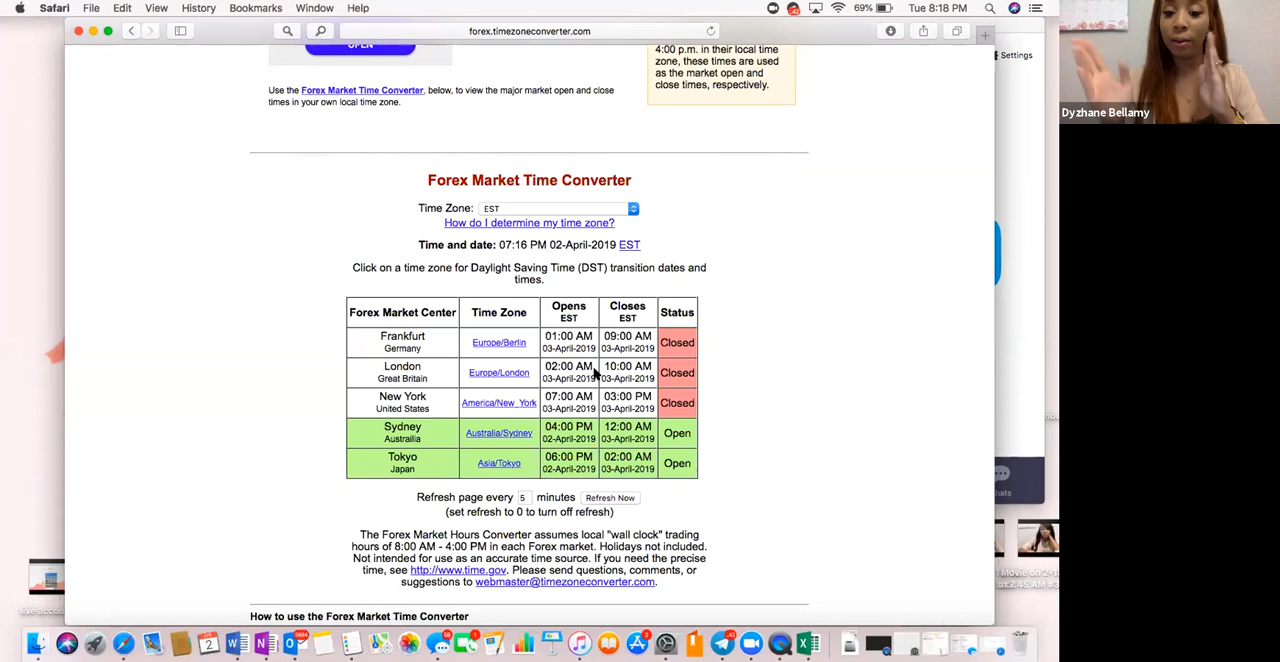 Safari File Edit View History Bookmarks Window Help 69% Tue 8:18 PM
forex.timezoneconverter.com
Settings
OPEN
4:00 p.m. in their local time
zone, these times are used
as the market open and
close times, respectively.
Use the Forex Market Time Converter, below, to view the major market open and close
times in your own local time zone.
Dyzhane Bellamy
Forex Market Time Converter
Time Zone: EST
How do I determine my time zone?
Time and date: 07:16 PM 02-April-2019 EST
Click on a time zone for Daylight Saving Time (DST) transition dates and
times.
Forex Market Center Time Zone Opens EST Closes EST Status
Frankfurt Germany Europe/Berlin 01:00 AM 03-April-2019 09:00 AM 03-April-2019 Closed
London Great Britain Europe/London 02:00 AM 03-April-2019 10:00 AM 03-April-2019 Closed
New York United States America/New_York 07:00 AM 03-April-2019 03:00 PM 03-April-2019 Closed
Sydney Austrailia Australia/Sydney 04:00 PM 02-April-2019 12:00 AM 03-April-2019 Open
Tokyo Japan Asia/Tokyo 06:00 PM 02-April-2019 02:00 AM 03-April-2019 Open
Refresh page every 5 minutes Refresh Now
(set refresh to 0 to turn off refresh)
The Forex Market Hours Converter assumes local "wall clock" trading
hours of 8:00 AM - 4:00 PM in each Forex market. Holidays not included.
Not intended for use as an accurate time source. If you need the precise
time, see http://www.time.gov. Please send questions, comments, or
suggestions to webmaster@timezoneconverter.com.
How to use the Forex Market Time Converter